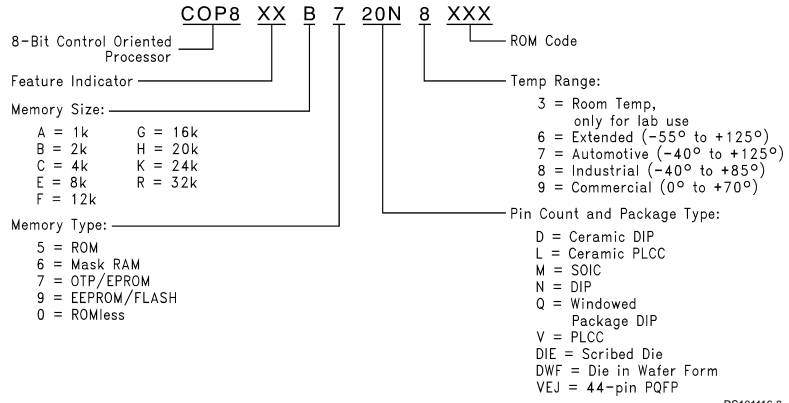 COP8 XX B 7 20N 8 XXX
8-Bit Control Oriented
Processor
ROM Code
Feature Indicator
Memory Size:
A = 1k G = 16k
B = 2k H = 20k
C = 4k K = 24k
E = 8k R = 32k
F = 12k
Memory Type:
5 = ROM
6 = Mask RAM
7 = OTP/EPROM
9 = EEPROM/FLASH
0 = ROMless
Temp Range:
3 = Room Temp,
only for lab use
6 = Extended (-55° to +125°)
7 = Automotive (-40° to +125°)
8 = Industrial (-40° to +85°)
9 = Commercial (0° to +70°)
Pin Count and Package Type:
D = Ceramic DIP
L = Ceramic PLCC
M = SOIC
N = DIP
Q = Windowed
Package DIP
V = PLCC
DIE = Scribed Die
DWF = Die in Wafer Form
VEJ = 44-pin PQFP